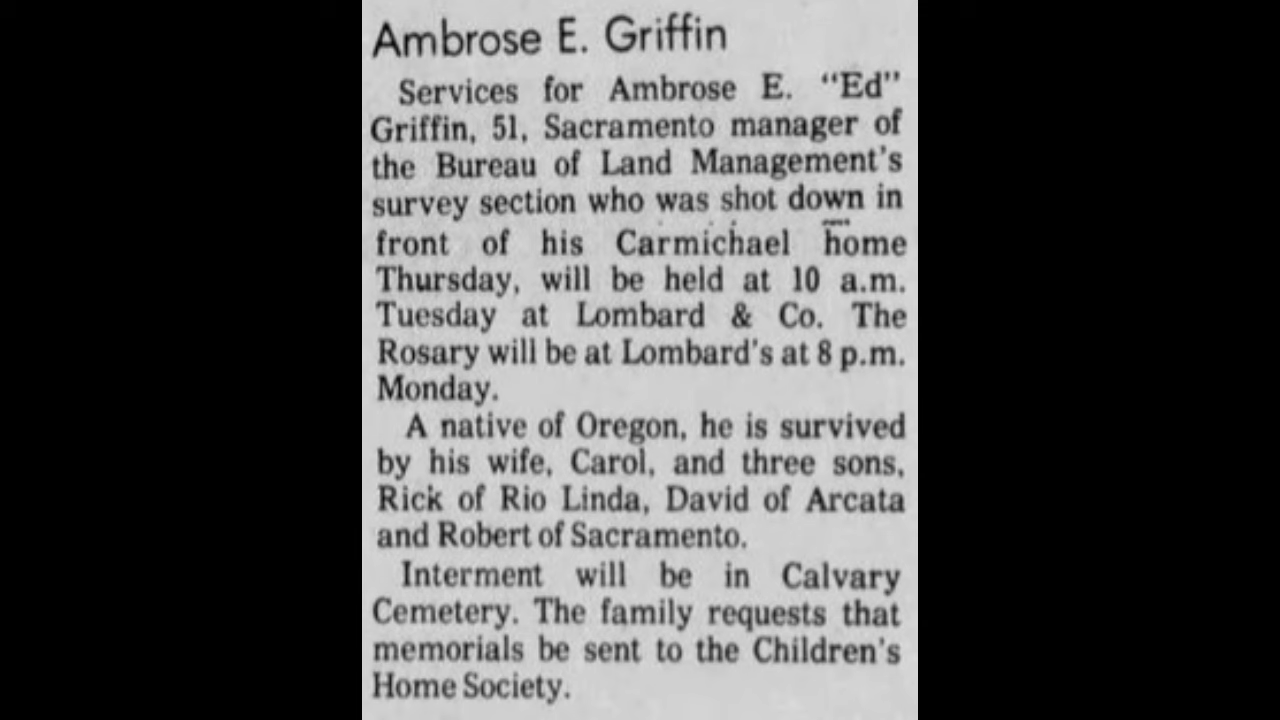 Ambrose E. Griffin
Services for Ambrose E. "Ed"
Griffin, 51, Sacramento manager of
the Bureau of Land Management's
survey section who was shot down in
front of his Carmichael home
Thursday, will be held at 10 a.m.
Tuesday at Lombard & Co. The
Rosary will be at Lombard's at 8 p.m.
Monday.
A native of Oregon, he is survived
by his wife, Carol, and three sons,
Rick of Rio Linda, David of Arcata
and Robert of Sacramento.
Interment will be in Calvary
Cemetery. The family requests that
memorials be sent to the Children's
Home Society.